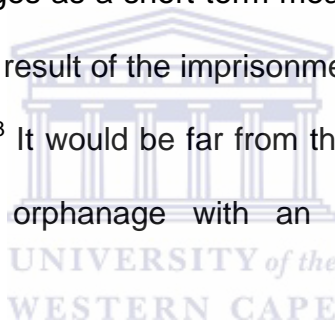 ges as a short-term mea
result of the imprisonme
³ It would be far from th
orphanage with an
UNIVERSITY of the
WESTERN CAPE